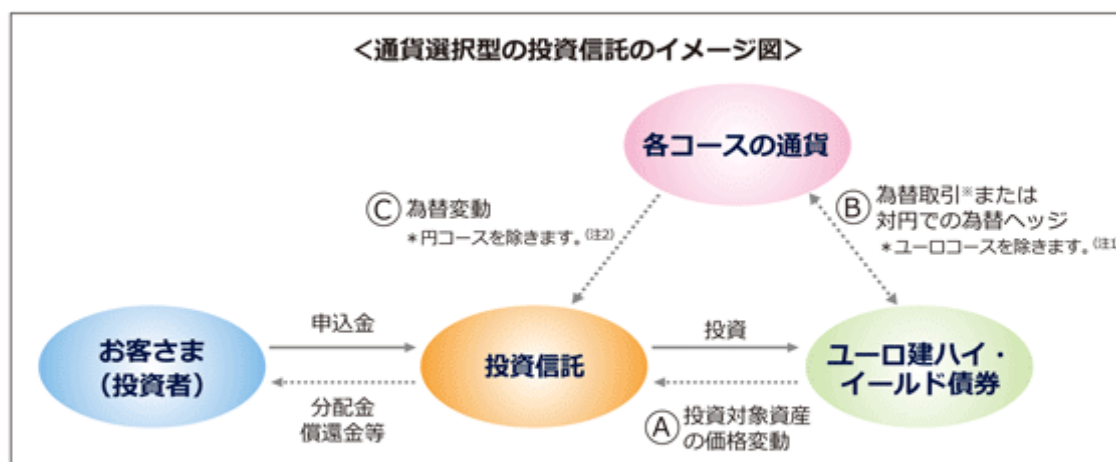 <通貨選択型の投資信託のイメージ図>
各コースの通貨
Ⓒ 為替変動
*円コースを除きます。(注2)
Ⓑ 為替取引※または
対円での為替ヘッジ
*ユーロコースを除きます。(注1)
お客さま
(投資者)
申込金
分配金
償還金等
投資信託
投資
Ⓐ 投資対象資産
の価格変動
ユーロ建ハイ・
イールド債券